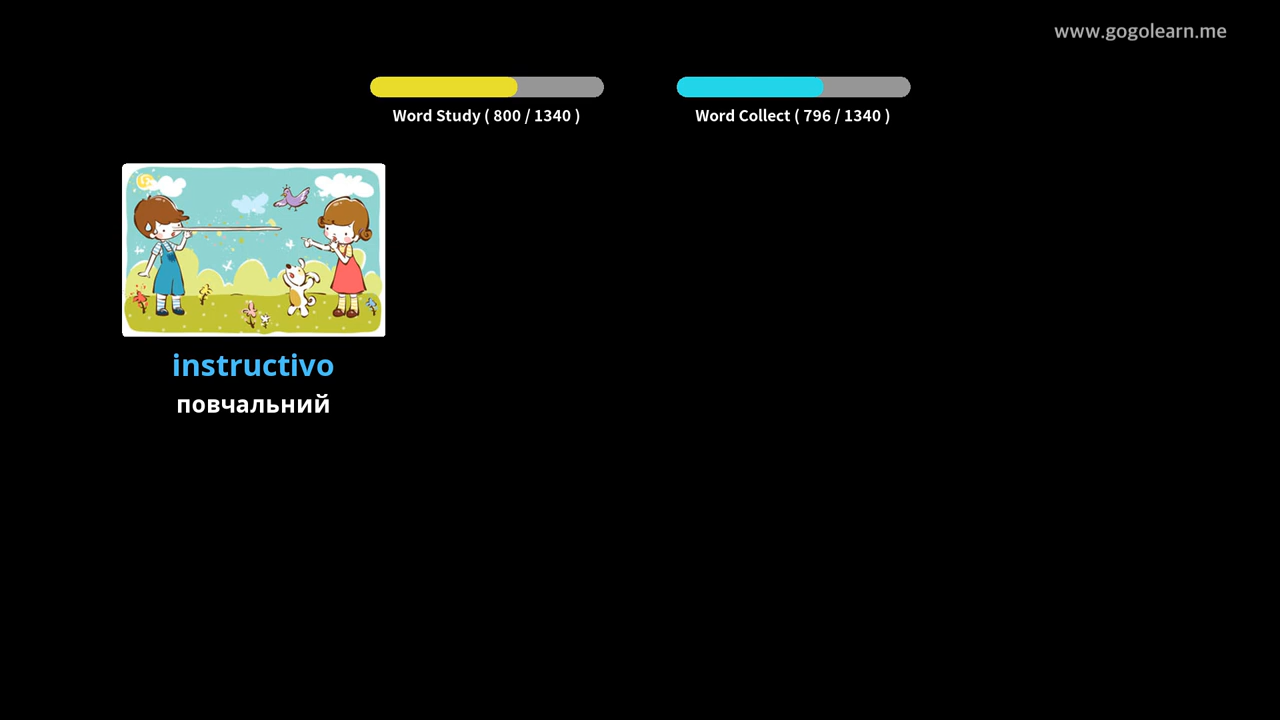 www.gogolearn.me
Word Study ( 800 / 1340 )
Word Collect ( 796 / 1340 )
instructivo
повчальний